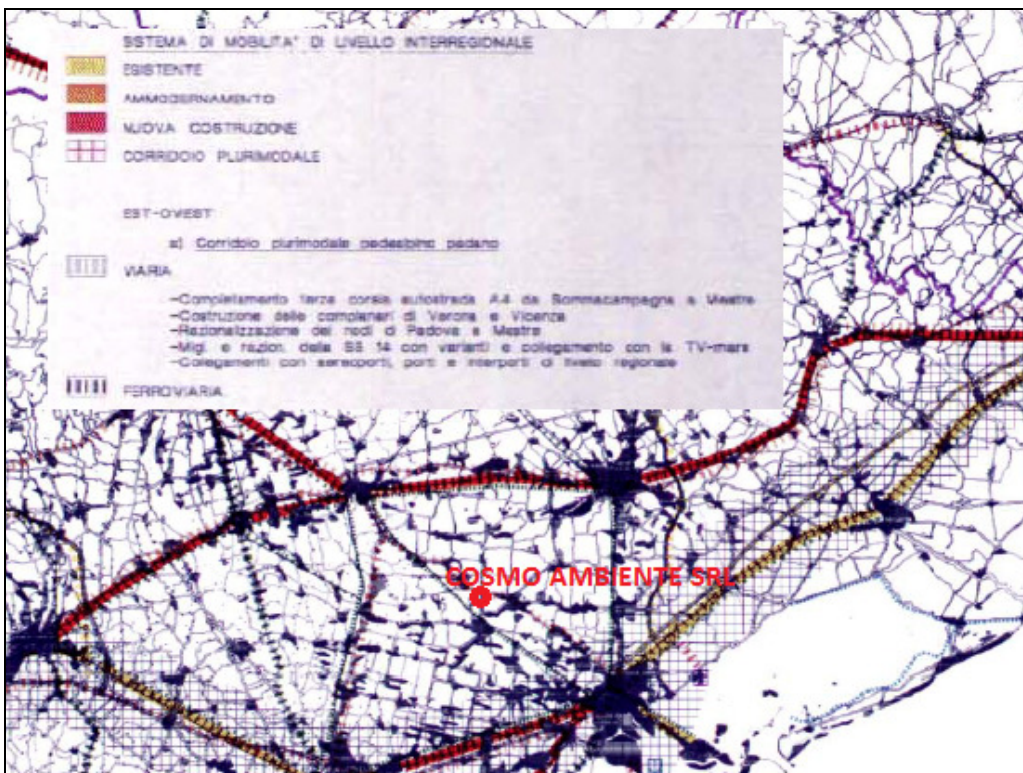 SISTEMA DI MOBILITA' DI LIVELLO INTERREGIONALE
ESISTENTE
AMMODERNAMENTO
NUOVA COSTRUZIONE
CORRIDOIO PLURIMODALE
EST-OVEST
a) Corridoio plurimodale pedealpino padano
VIARIA
-Completamento terza corsia autostrada A4 da Sommacampagna a Mestre
-Costruzione delle complanari di Verona e Vicenza
-Razionalizzazione dei nodi di Padova e Mestre
-Migl. e razion. della SS 14 con varianti e collegamento con la TV-mare
-Collegamenti con aeroporti, porti e interporti di livello regionale
FERROVIARIA
COSMO AMBIENTE SRL